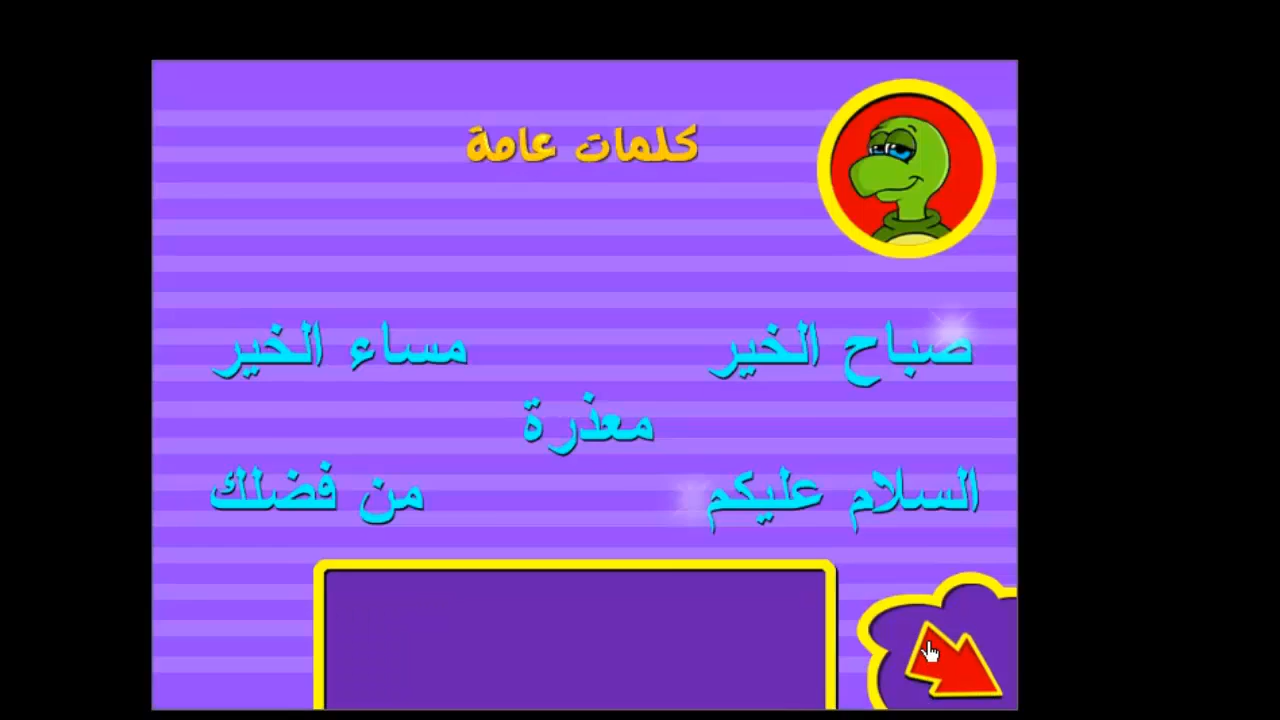 كلمات عامة
صباح الخير
مساء الخير
معذرة
السلام عليكم
من فضلك